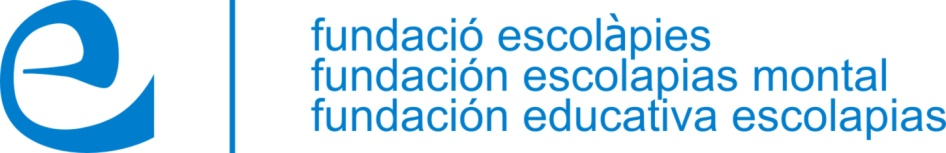 e
fundació escolàpies
fundación escolapias montal
fundación educativa escolapias